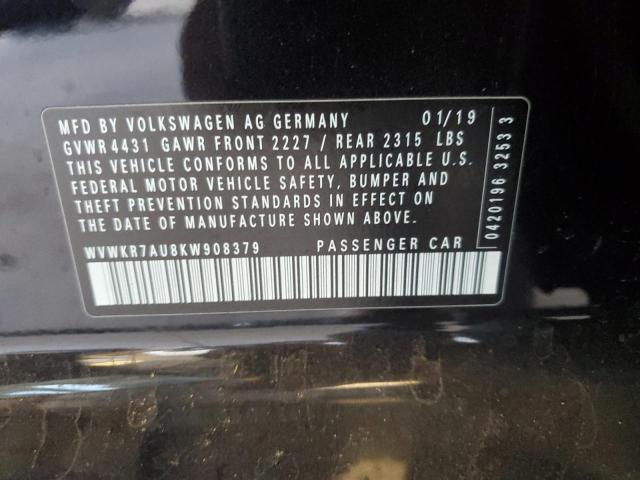 MFD BY VOLKSWAGEN AG GERMANY 01/19
GVWR 4431 GAWR FRONT 2227 / REAR 2315 LBS
THIS VEHICLE CONFORMS TO ALL APPLICABLE U.S.
FEDERAL MOTOR VEHICLE SAFETY, BUMPER AND
THEFT PREVENTION STANDARDS IN EFFECT ON
THE DATE OF MANUFACTURE SHOWN ABOVE.
WVWKR7AU8KW908379 PASSENGER CAR
0420196 3253 3